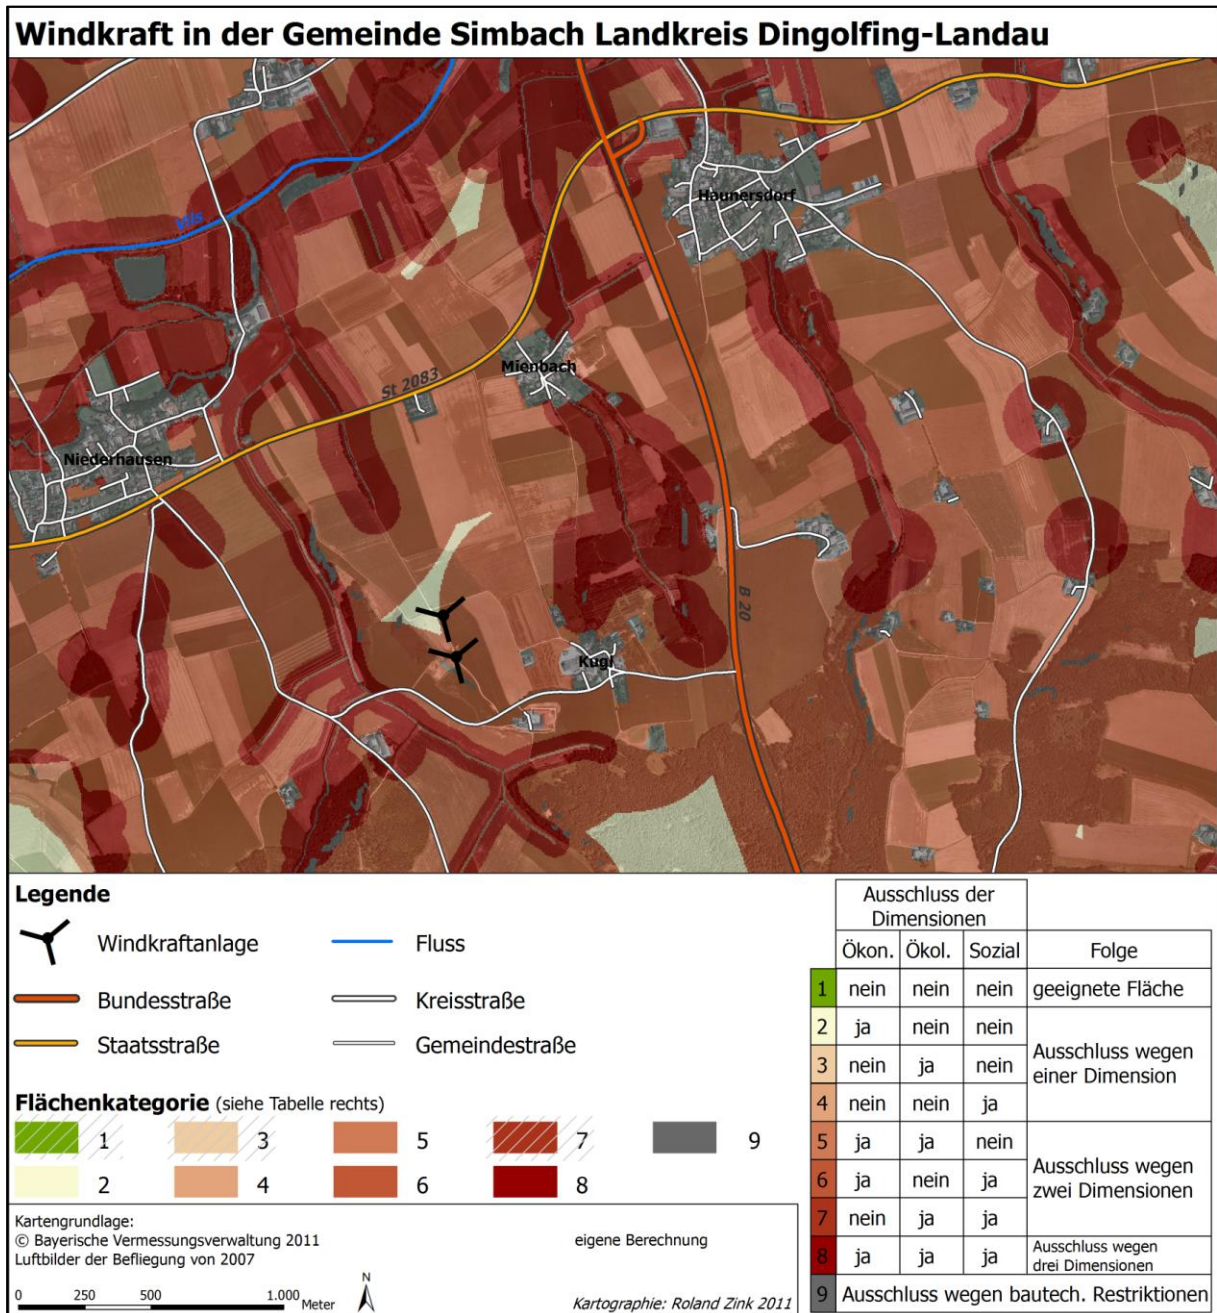 Windkraft in der Gemeinde Simbach Landkreis Dingolfing-Landau
Haunersdorf
Vils
Mienbach
St 2083
Niederhausen
B 20
Kugl
Legende
Windkraftanlage
Fluss
Bundesstraße
Kreisstraße
Staatsstraße
Gemeindestraße
Flächenkategorie (siehe Tabelle rechts)
1 3 5 7 9
2 4 6 8
Kartengrundlage:
© Bayerische Vermessungsverwaltung 2011
Luftbilder der Befliegung von 2007
eigene Berechnung
0 250 500 1.000 Meter
N
Kartographie: Roland Zink 2011
Ausschluss der
Dimensionen
Ökon. Ökol. Sozial Folge
1 nein nein nein geeignete Fläche
2 ja nein nein
Ausschluss wegen
einer Dimension
3 nein ja nein
4 nein nein ja
5 ja ja nein
Ausschluss wegen
zwei Dimensionen
6 ja nein ja
7 nein ja ja
8 ja ja ja
Ausschluss wegen
drei Dimensionen
9 Ausschluss wegen bautech. Restriktionen